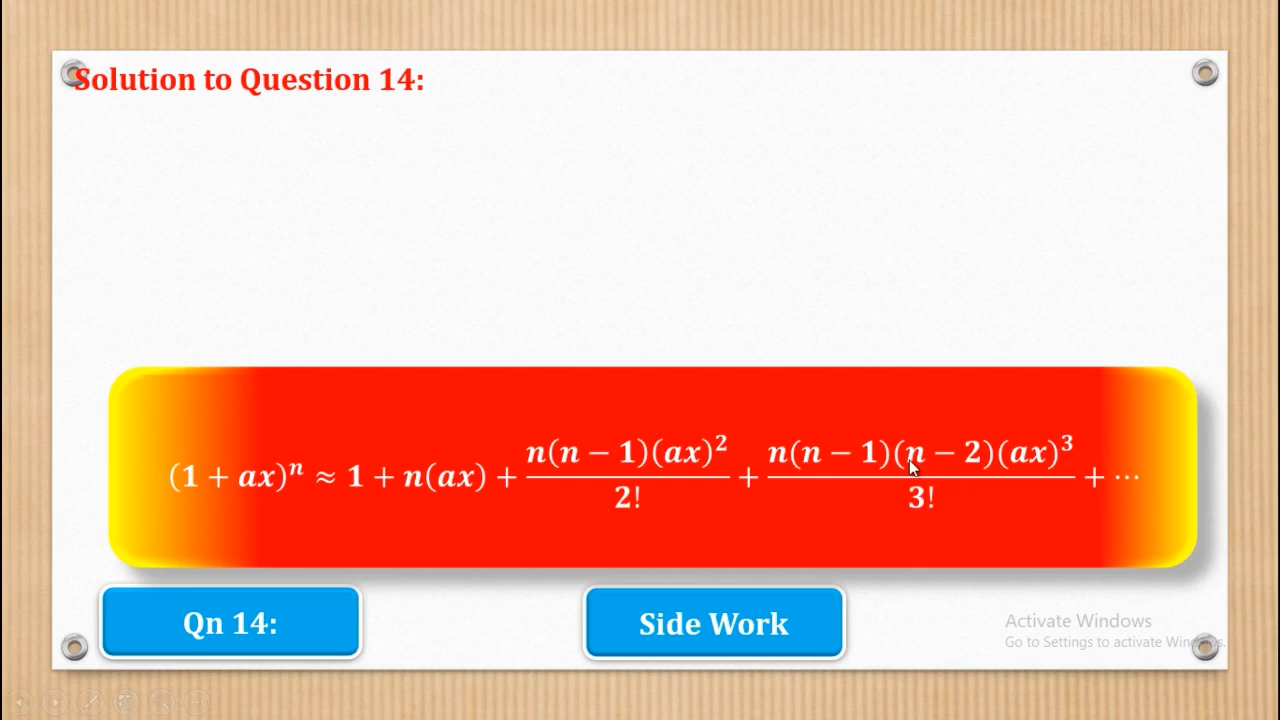 Solution to Question 14:
(1 + ax)ⁿ ≈ 1 + n(ax) + n(n − 1)(ax)²/2! + n(n − 1)(n − 2)(ax)³/3! + ⋯
Qn 14:
Side Work
Activate Windows
Go to Settings to activate Windows.